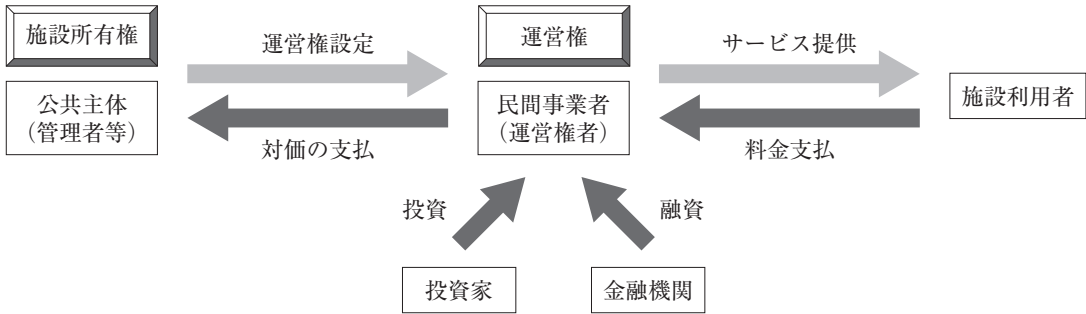 施設所有権
運営権設定
運営権
サービス提供
公共主体
（管理者等）
民間事業者
（運営権者）
施設利用者
対価の支払
料金支払
投資
融資
投資家
金融機関